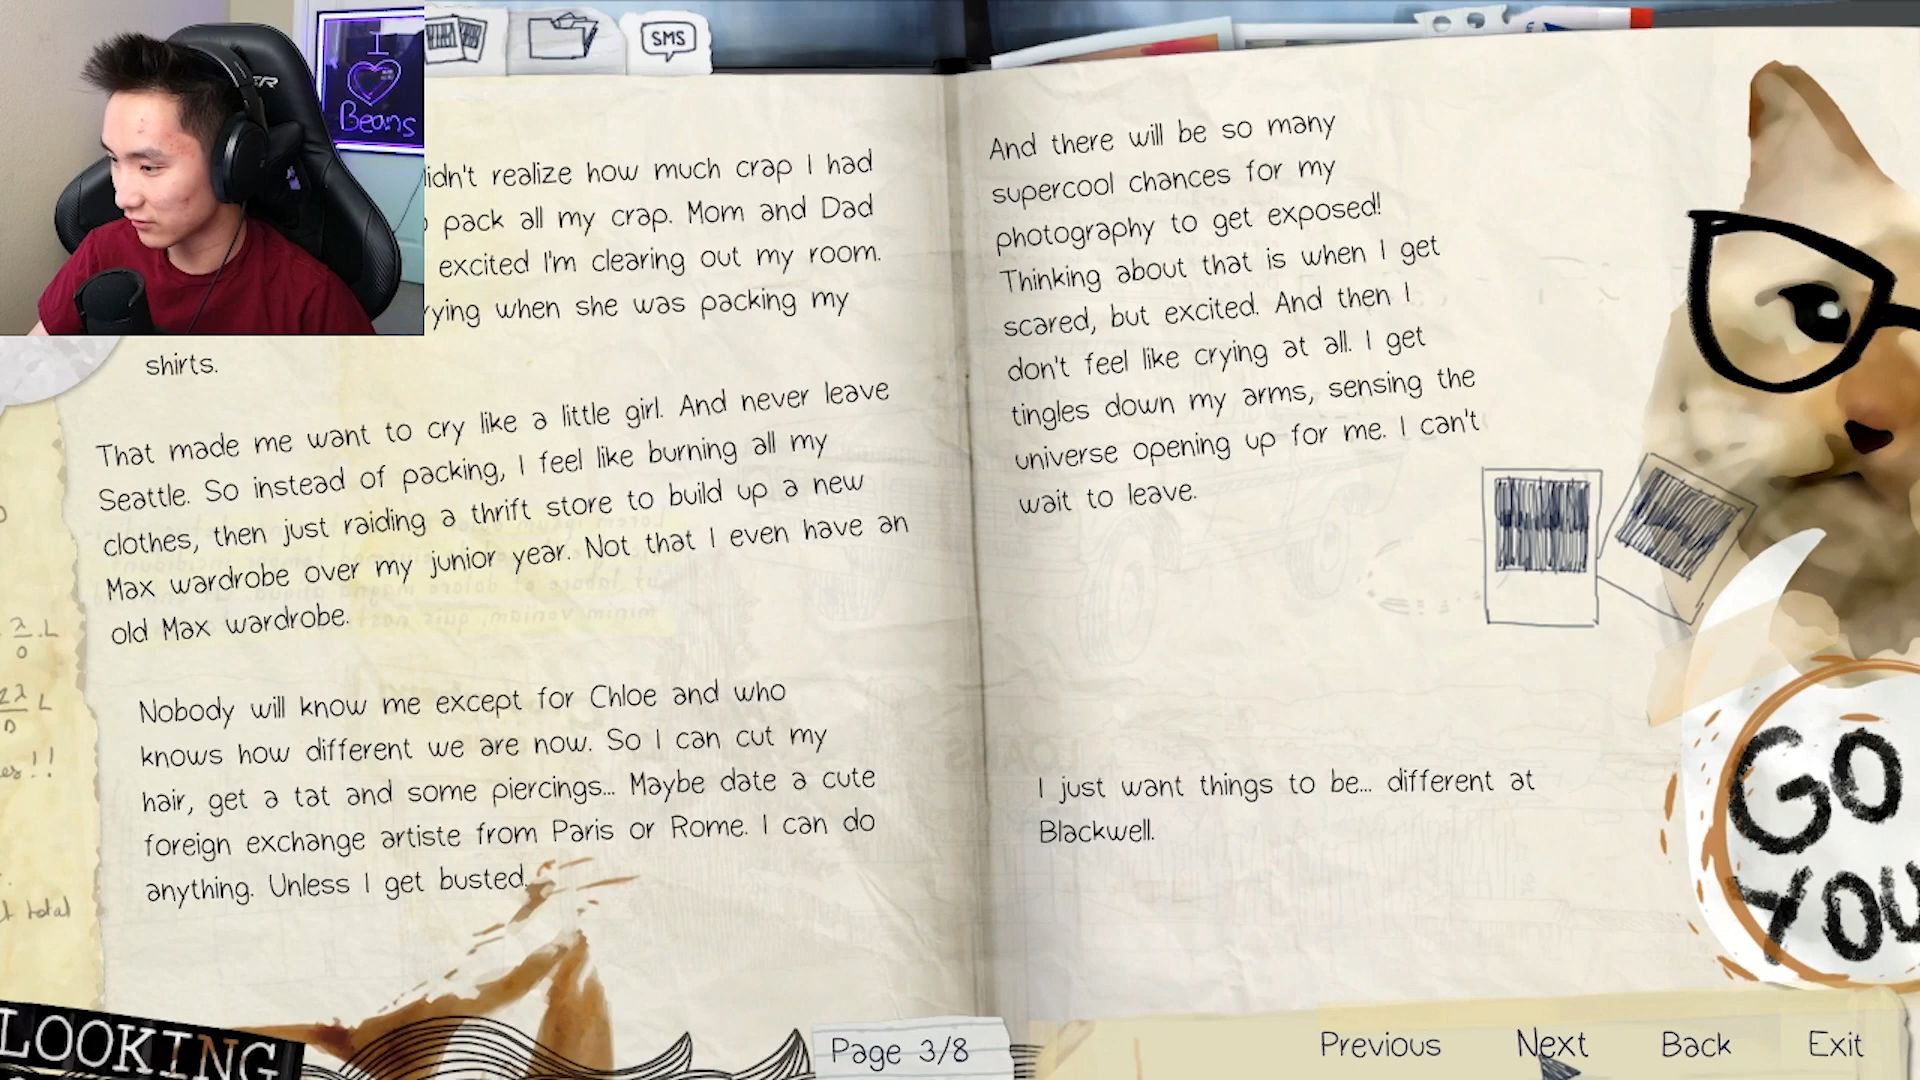 I
Beans
SMS
idn't realize how much crap I had
pack all my crap. Mom and Dad
excited I'm clearing out my room.
rying when she was packing my
shirts.
That made me want to cry like a little girl. And never leave
Seattle. So instead of packing, I feel like burning all my
clothes, then just raiding a thrift store to build up a new
Max wardrobe over my junior year. Not that I even have an
old Max wardrobe.
Nobody will know me except for Chloe and who
knows how different we are now. So I can cut my
hair, get a tat and some piercings... Maybe date a cute
foreign exchange artiste from Paris or Rome. I can do
anything. Unless I get busted.
And there will be so many
supercool chances for my
photography to get exposed!
Thinking about that is when I get
scared, but excited. And then I
don't feel like crying at all. I get
tingles down my arms, sensing the
universe opening up for me. I can't
wait to leave.
I just want things to be... different at
Blackwell.
GO
YOU
total
LOOKING
Page 3/8
Previous
Next
Back
Exit